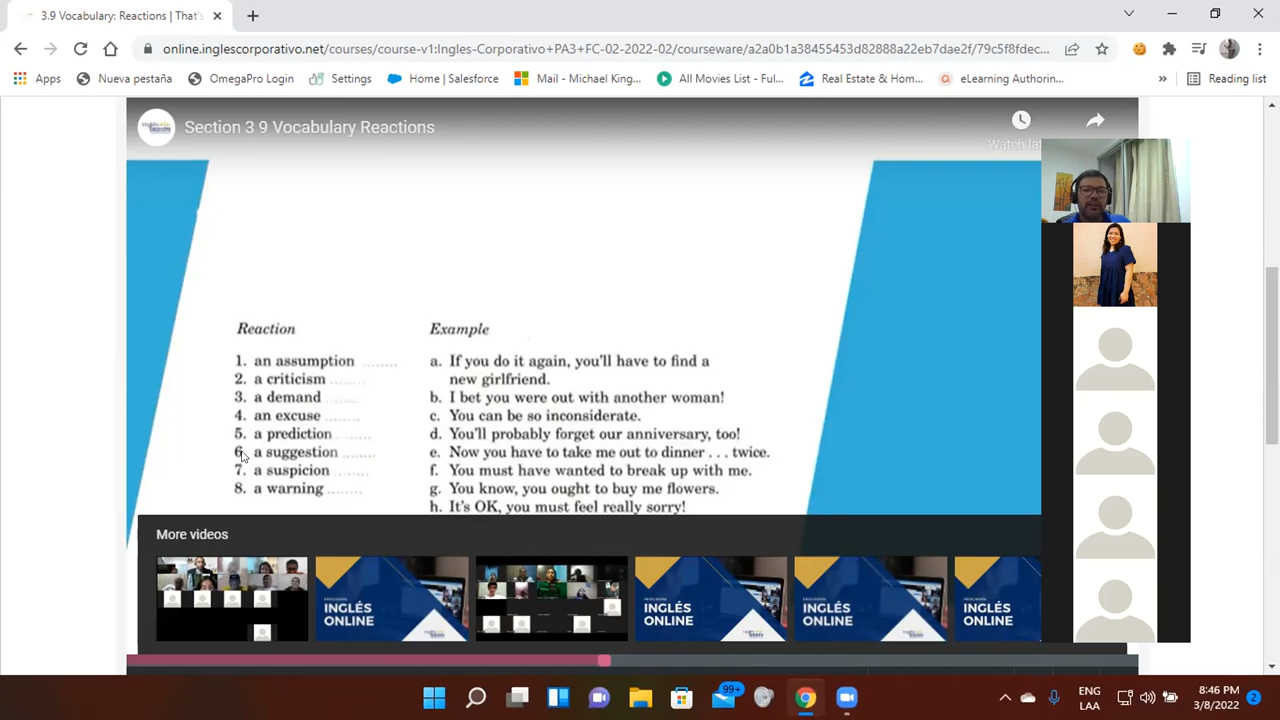 3.9 Vocabulary: Reactions | That's
online.inglescorporativo.net/courses/course-v1:Ingles-Corporativo+PA3+FC-02-2022-02/courseware/a2a0b1a38455453d82888a22eb7dae2f/79c5f8fdec...
Apps Nueva pestaña OmegaPro Login Settings Home | Salesforce Mail - Michael King... All Movies List - Ful... Real Estate & Hom... eLearning Authorin... » Reading list
Section 3 9 Vocabulary Reactions
Watch lat
Reaction Example
1. an assumption ........ a. If you do it again, you'll have to find a
new girlfriend.
2. a criticism ........
3. a demand ........ b. I bet you were out with another woman!
4. an excuse ........ c. You can be so inconsiderate.
5. a prediction ........ d. You'll probably forget our anniversary, too!
6. a suggestion ........ e. Now you have to take me out to dinner . . . twice.
7. a suspicion ........ f. You must have wanted to break up with me.
8. a warning ........ g. You know, you ought to buy me flowers.
h. It's OK, you must feel really sorry!
More videos
PROGRAMA INGLÉS ONLINE
PROGRAMA INGLÉS ONLINE
PROGRAMA INGLÉS ONLINE
INGLÉS ONLINE
99+
ENG
LAA
8:46 PM
3/8/2022
2